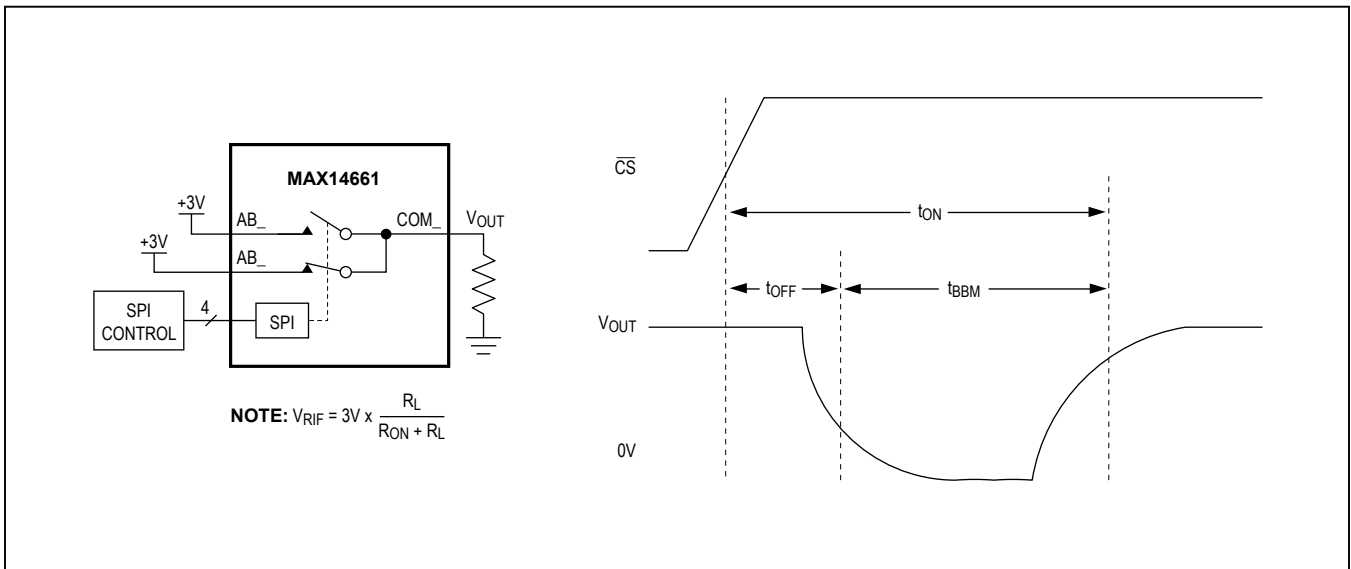 MAX14661
+3V
AB_
COM_
VOUT
+3V
AB_
SPI CONTROL
4
SPI
NOTE: VRIF = 3V x RL / RON + RL
CS
tON
tOFF
tBBM
VOUT
0V